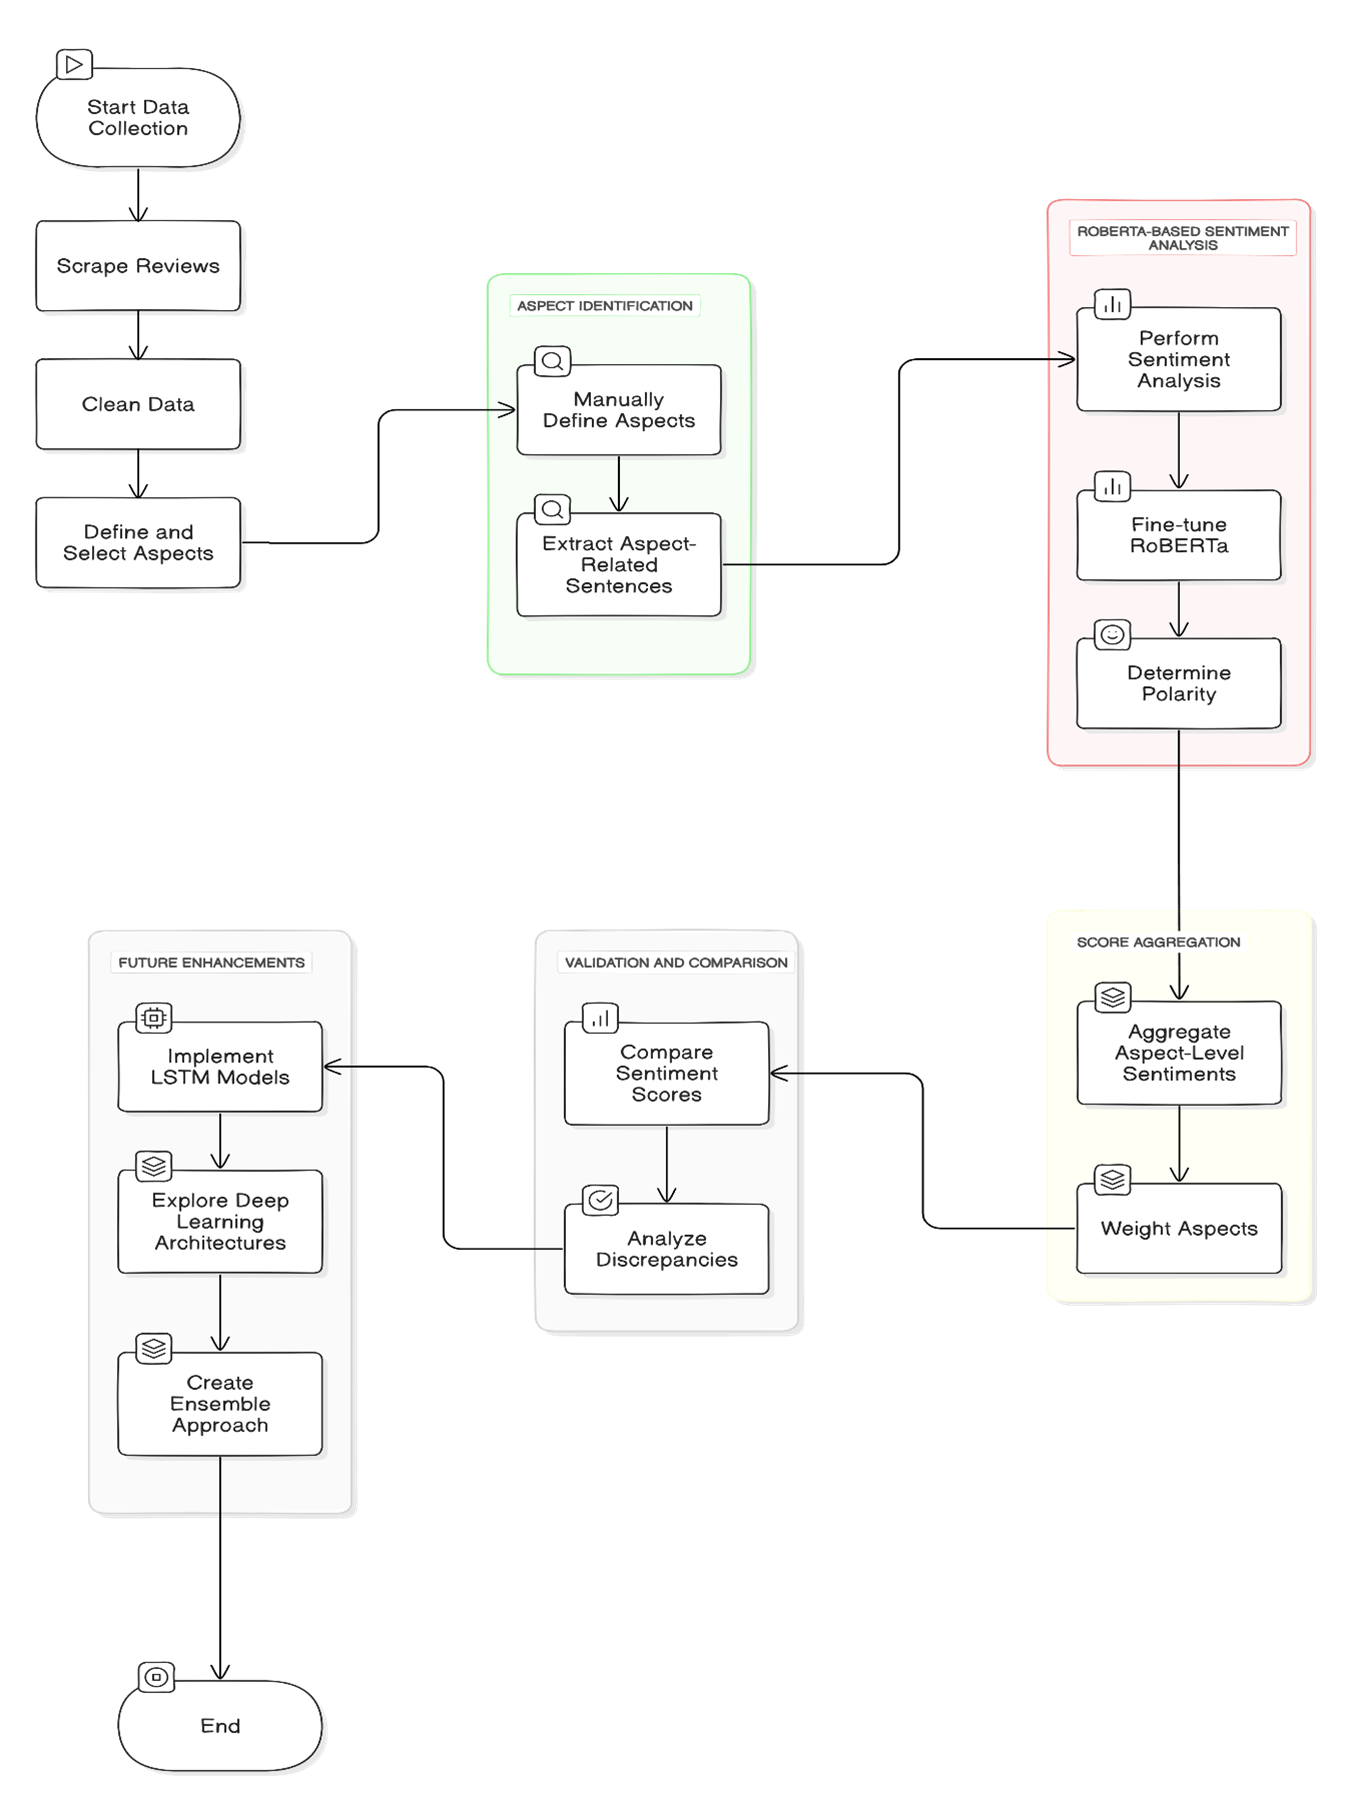 Start Data
Collection
Scrape Reviews
Clean Data
Define and
Select Aspects
ASPECT IDENTIFICATION
Manually
Define Aspects
Extract Aspect-
Related
Sentences
ROBERTA-BASED SENTIMENT
ANALYSIS
Perform
Sentiment
Analysis
Fine-tune
RoBERTa
Determine
Polarity
SCORE AGGREGATION
Aggregate
Aspect-Level
Sentiments
Weight Aspects
VALIDATION AND COMPARISON
Compare
Sentiment
Scores
Analyze
Discrepancies
FUTURE ENHANCEMENTS
Implement
LSTM Models
Explore Deep
Learning
Architectures
Create
Ensemble
Approach
End